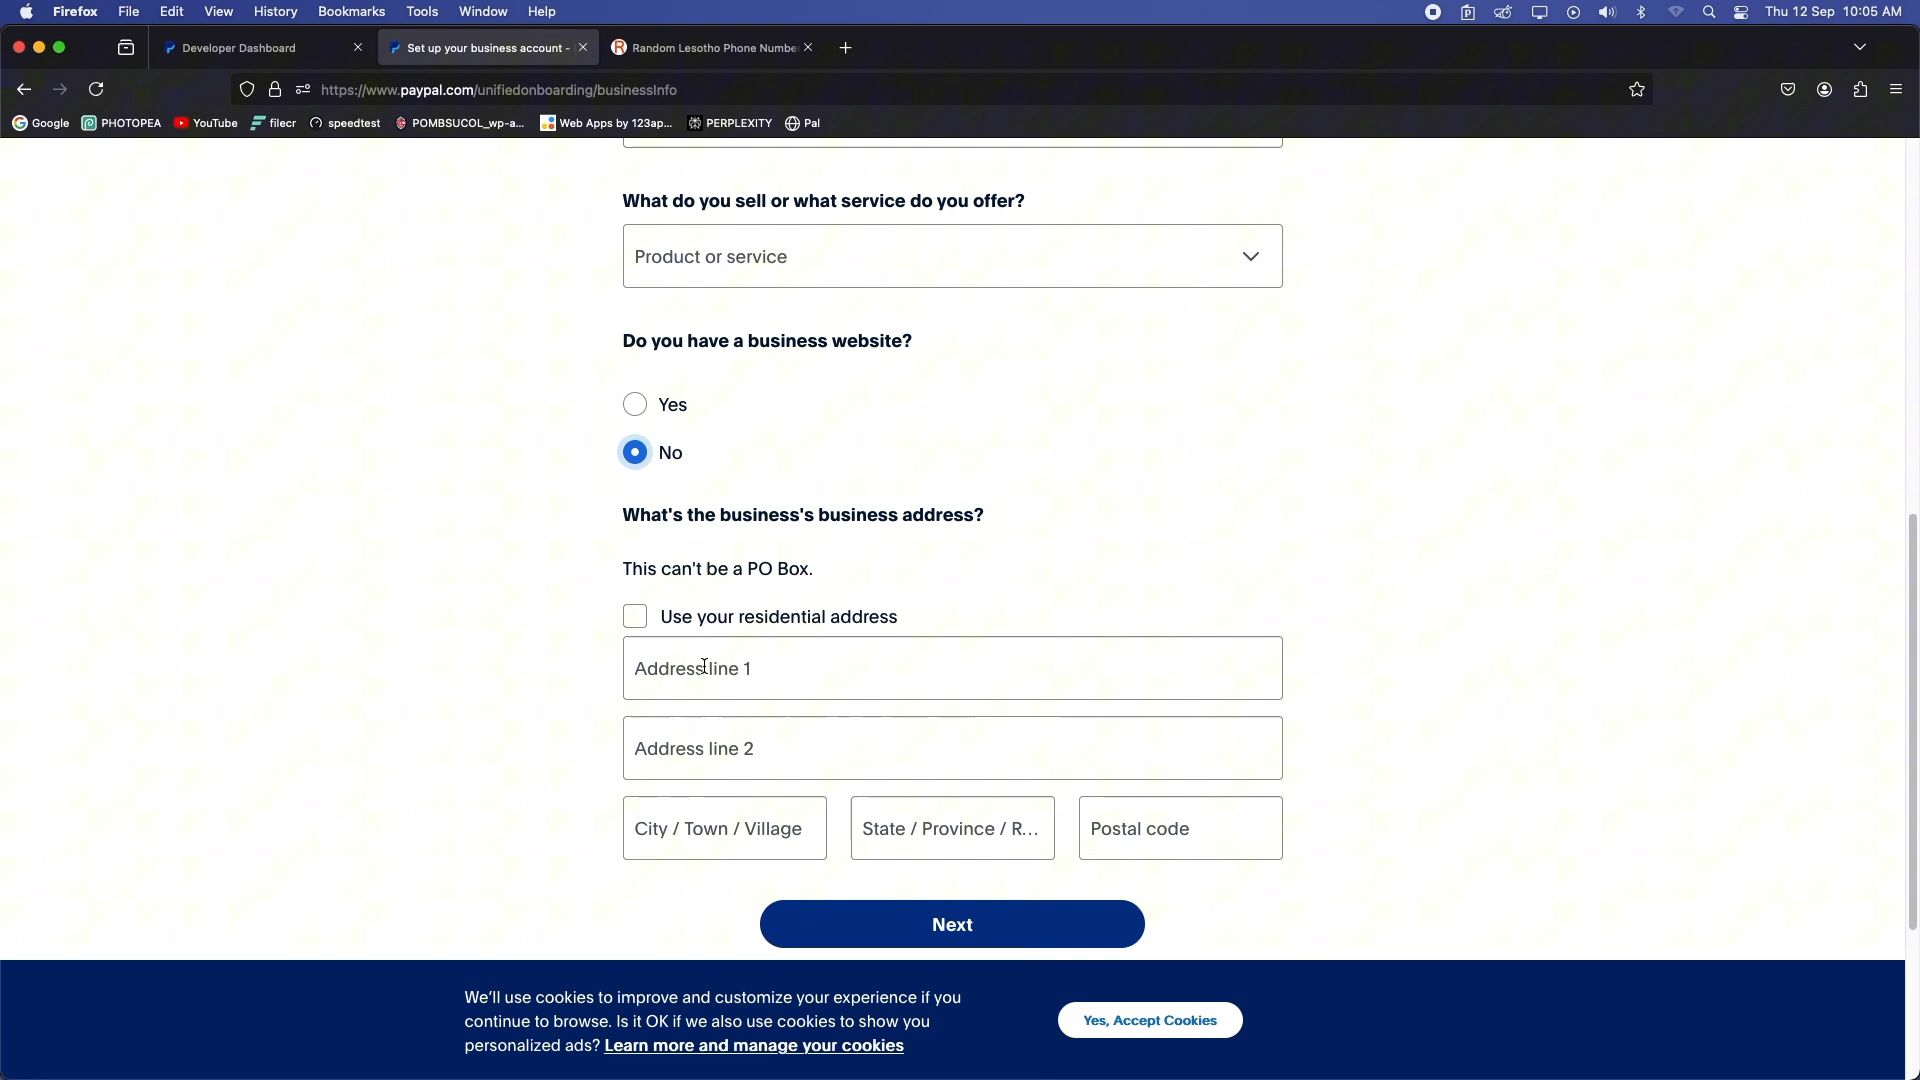 Firefox File Edit View History Bookmarks Tools Window Help Thu 12 Sep 10:05 AM
Developer Dashboard Set up your business account - Random Lesotho Phone Numbe
https://www.paypal.com/unifiedonboarding/businessInfo
Google PHOTOPEA YouTube filecr speedtest POMBSUCOL_wp-a... Web Apps by 123ap... PERPLEXITY Pal
What do you sell or what service do you offer?
Product or service
Do you have a business website?
Yes
No
What's the business's business address?
This can't be a PO Box.
Use your residential address
Address line 1
Address line 2
City / Town / Village State / Province / R... Postal code
Next
We'll use cookies to improve and customize your experience if you
continue to browse. Is it OK if we also use cookies to show you
personalized ads? Learn more and manage your cookies
Yes, Accept Cookies